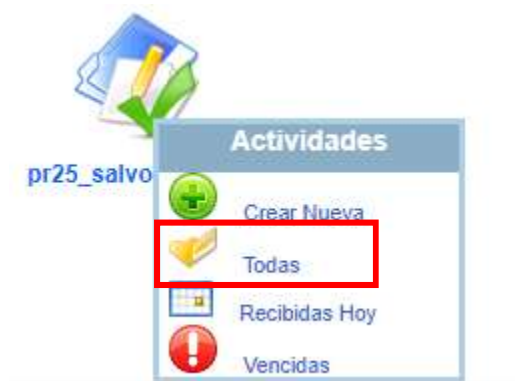 Actividades
pr25_salvo
Crear Nueva
Todas
Recibidas Hoy
Vencidas